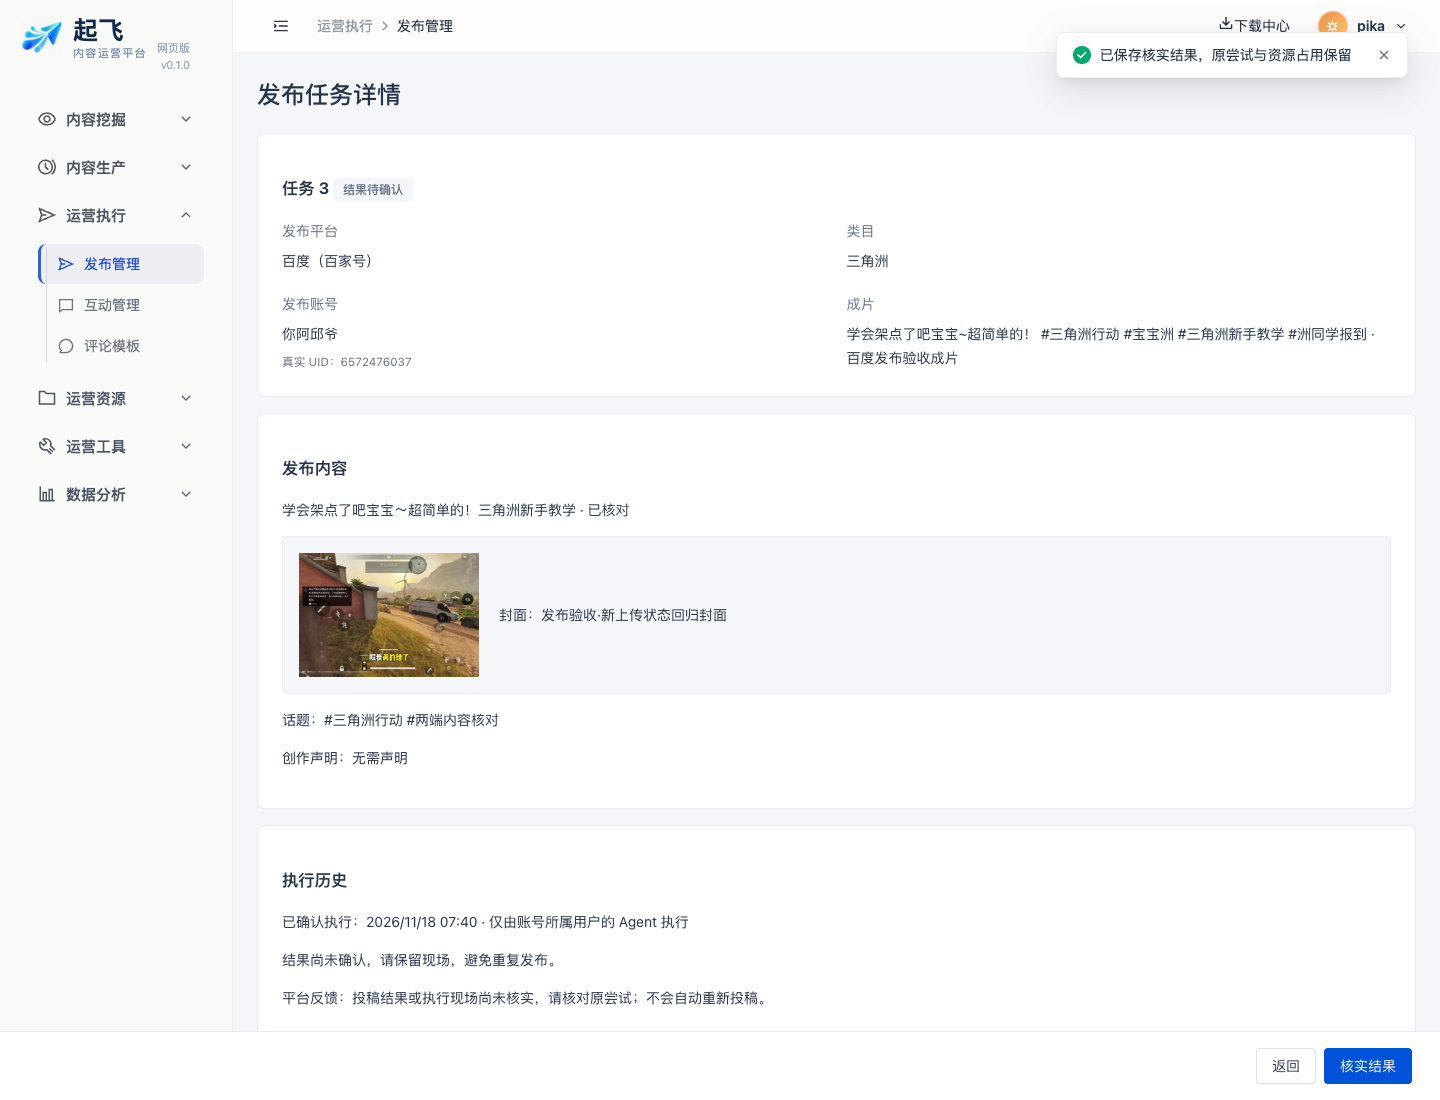 起飞
内容运营平台
网页版
v0.1.0
内容挖掘
内容生产
运营执行
发布管理
互动管理
评论模板
运营资源
运营工具
数据分析
运营执行 > 发布管理
下载中心
pika
已保存核实结果，原尝试与资源占用保留
发布任务详情
任务 3 结果待确认
发布平台
百度（百家号）
类目
三角洲
发布账号
你阿邱爷
真实 UID：6572476037
成片
学会架点了吧宝宝~超简单的！ #三角洲行动 #宝宝洲 #三角洲新手教学 #洲同学报到 ·
百度发布验收成片
发布内容
学会架点了吧宝宝～超简单的！三角洲新手教学 · 已核对
封面：发布验收·新上传状态回归封面
话题：#三角洲行动 #两端内容核对
创作声明：无需声明
执行历史
已确认执行：2026/11/18 07:40 · 仅由账号所属用户的 Agent 执行
结果尚未确认，请保留现场，避免重复发布。
平台反馈：投稿结果或执行现场尚未核实，请核对原尝试；不会自动重新投稿。
返回
核实结果